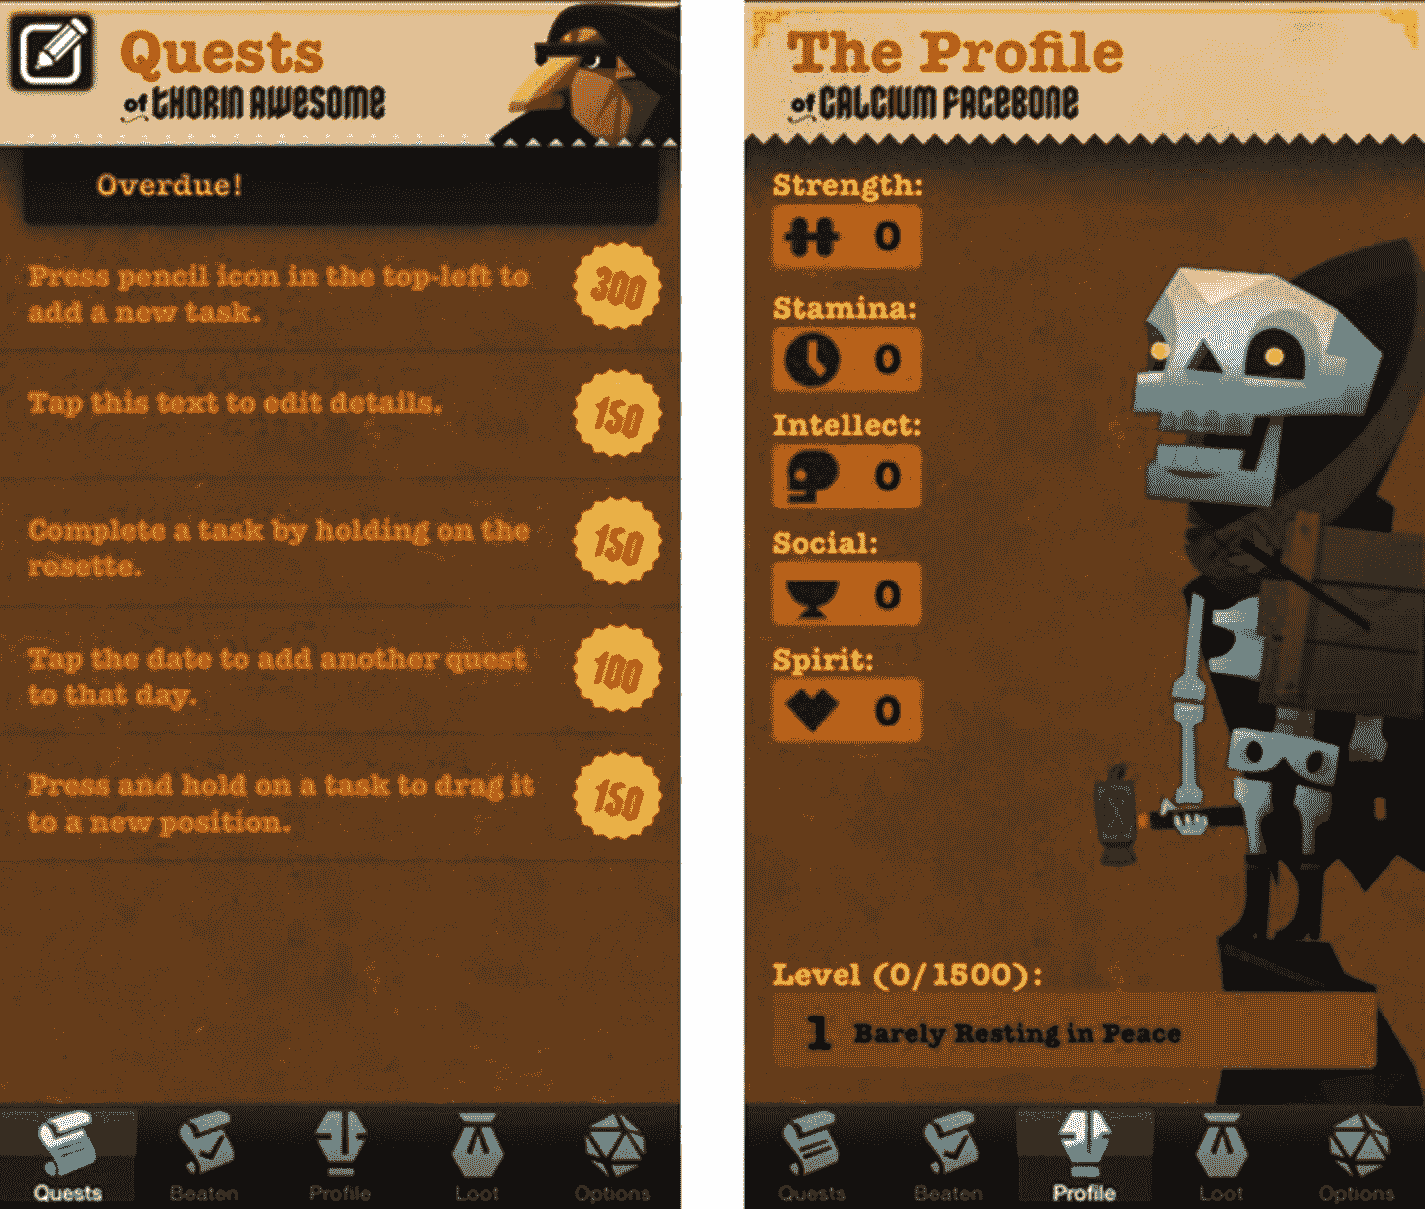 Quests
of THORIN AWESOME
Overdue!
Press pencil icon in the top-left to
add a new task.
300
Tap this text to edit details.
150
Complete a task by holding on the
rosette.
150
Tap the date to add another quest
to that day.
100
Press and hold on a task to drag it
to a new position.
150
Quests Beaten Profile Loot Options
The Profile
of CALCIUM FACEBONE
Strength:
0
Stamina:
0
Intellect:
0
Social:
0
Spirit:
0
Level (0/1500):
1 Barely Resting in Peace
Quests Beaten Profile Loot Options